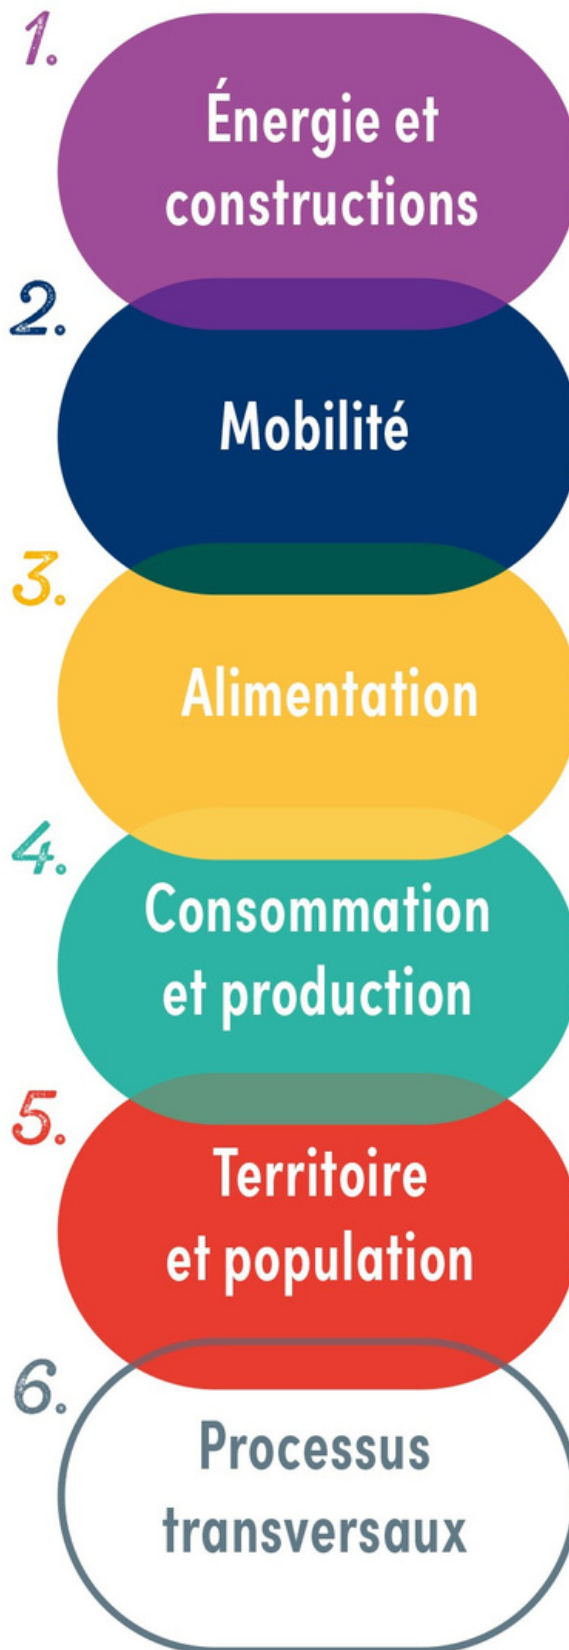 1.
Énergie et
constructions
2.
Mobilité
3.
Alimentation
4.
Consommation
et production
5.
Territoire
et population
6.
Processus
transversaux